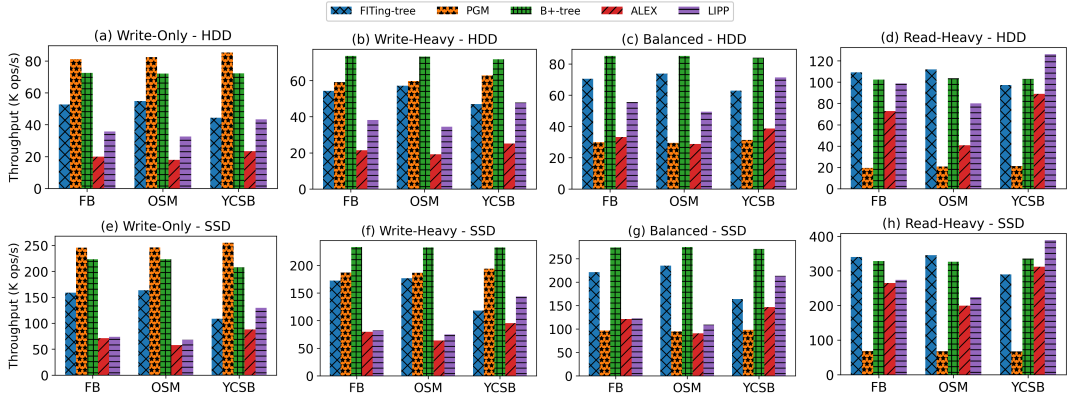 FITing-tree PGM B+-tree ALEX LIPP
(a) Write-Only - HDD
Throughput (K ops/s)
80
60
40
20
0
FB OSM YCSB
(b) Write-Heavy - HDD
60
40
20
0
FB OSM YCSB
(c) Balanced - HDD
80
60
40
20
0
FB OSM YCSB
(d) Read-Heavy - HDD
120
100
80
60
40
20
0
FB OSM YCSB
(e) Write-Only - SSD
Throughput (K ops/s)
250
200
150
100
50
0
FB OSM YCSB
(f) Write-Heavy - SSD
200
150
100
50
0
FB OSM YCSB
(g) Balanced - SSD
250
200
150
100
50
0
FB OSM YCSB
(h) Read-Heavy - SSD
400
300
200
100
0
FB OSM YCSB